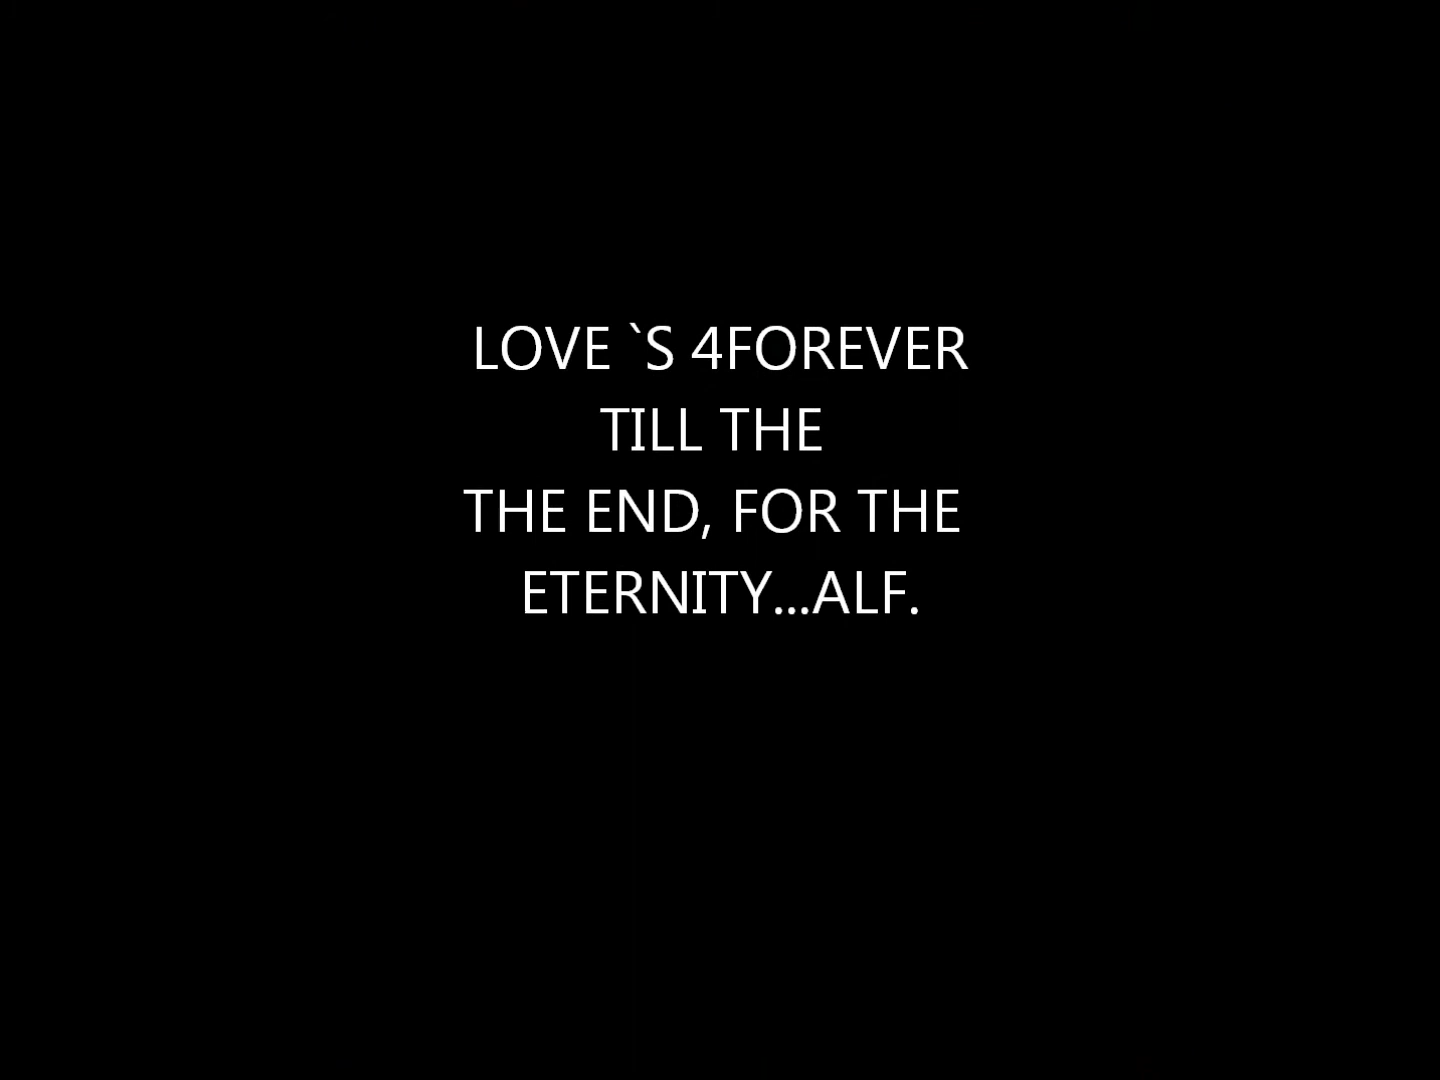 LOVE `S 4FOREVER
TILL THE
THE END, FOR THE
ETERNITY...ALF.